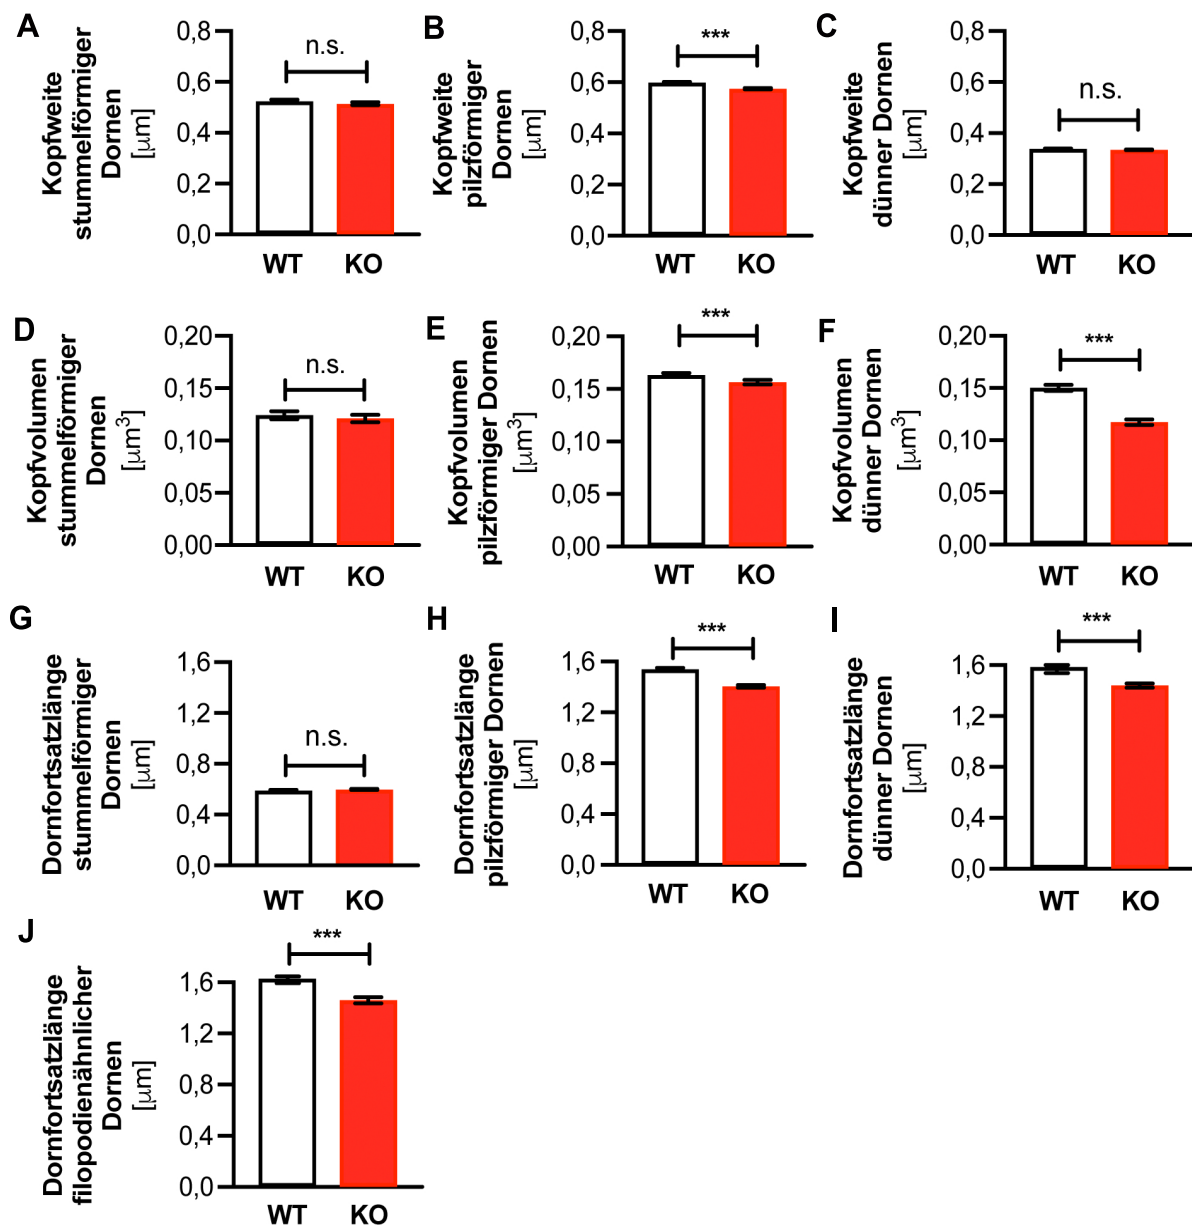 A
Kopfweite
stummelförmiger
Dornen
[μm]
0,8
0,6
0,4
0,2
0,0
n.s.
WT KO
B
Kopfweite
pilzförmiger
Dornen
[μm]
0,8
0,6
0,4
0,2
0,0
***
WT KO
C
Kopfweite
dünner Dornen
[μm]
0,8
0,6
0,4
0,2
0,0
n.s.
WT KO
D
Kopfvolumen
stummelförmiger
Dornen
[μm³]
0,20
0,15
0,10
0,05
0,00
n.s.
WT KO
E
Kopfvolumen
pilzförmiger Dornen
[μm³]
0,20
0,15
0,10
0,05
0,00
***
WT KO
F
Kopfvolumen
dünner Dornen
[μm³]
0,20
0,15
0,10
0,05
0,00
***
WT KO
G
Dornfortsatzlänge
stummelförmiger
Dornen
[μm]
1,6
1,2
0,8
0,4
0,0
n.s.
WT KO
H
Dornfortsatzlänge
pilzförmiger Dornen
[μm]
1,6
1,2
0,8
0,4
0,0
***
WT KO
I
Dornfortsatzlänge
dünner Dornen
[μm]
1,6
1,2
0,8
0,4
0,0
***
WT KO
J
Dornfortsatzlänge
filopodienähnlicher
Dornen
[μm]
1,6
1,2
0,8
0,4
0,0
***
WT KO